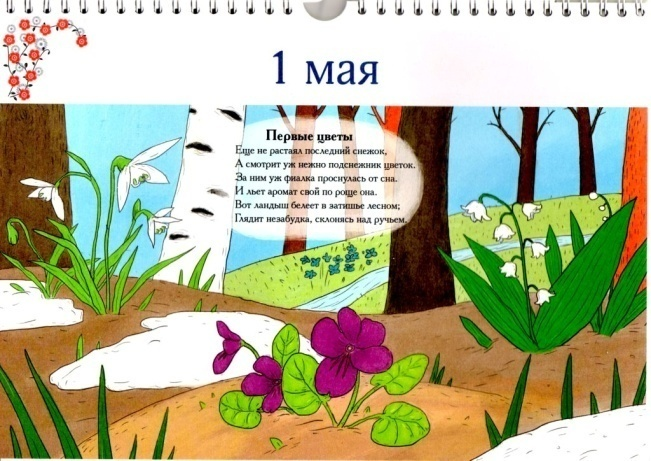 1 мая
Первые цветы
Еще не растаял последний снежок,
А смотрит уж нежно подснежник цветок.
За ним уж фиалка проснулась от сна.
И льет аромат свой по роще она.
Вот ландыш белеет в затишье лесном;
Глядит незабудка, склонясь над ручьем.